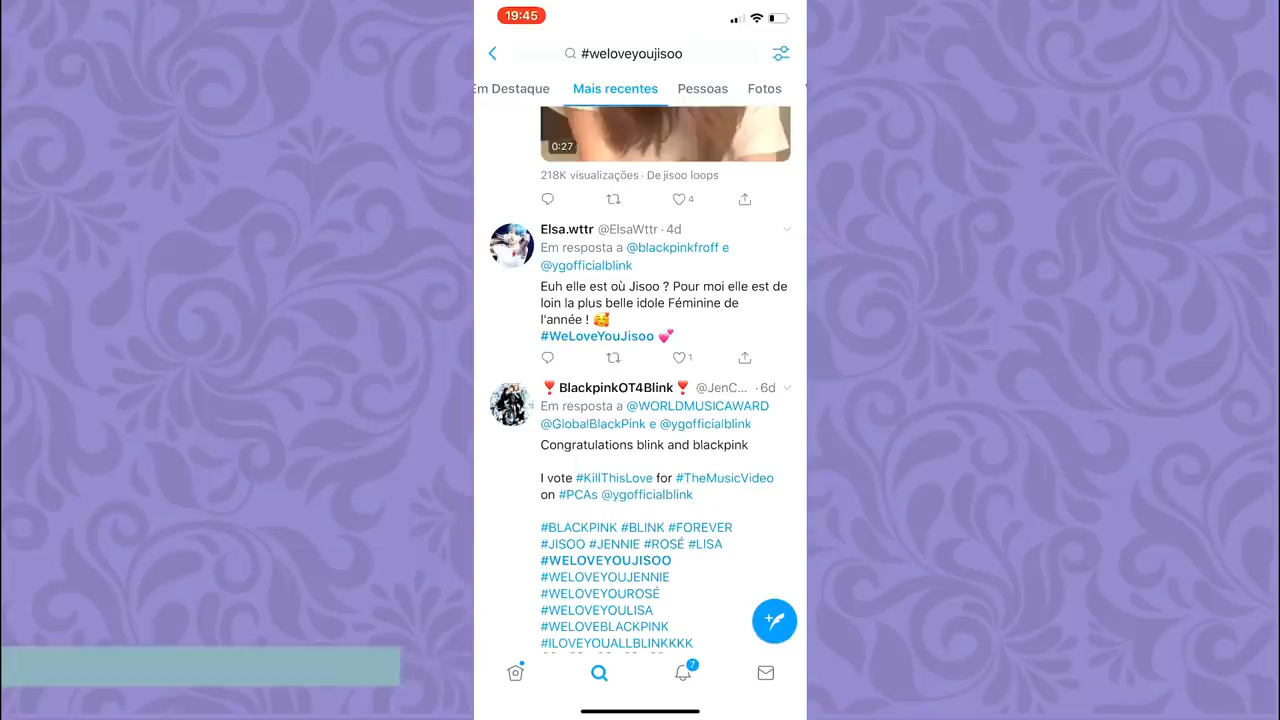 19:45
#weloveyoujisoo
Em Destaque Mais recentes Pessoas Fotos
0:27
218K visualizações · De jisoo loops
4
Elsa.wttr @ElsaWttr · 4d
Em resposta a @blackpinkfroff e
@ygofficialblink
Euh elle est où Jisoo ? Pour moi elle est de
loin la plus belle idole Féminine de
l'année ! 🥰
#WeLoveYouJisoo 💕
1
❣️BlackpinkOT4Blink❣️ @JenC... · 6d
Em resposta a @WORLDMUSICAWARD
@GlobalBlackPink e @ygofficialblink
Congratulations blink and blackpink
I vote #KillThisLove for #TheMusicVideo
on #PCAs @ygofficialblink
#BLACKPINK #BLINK #FOREVER
#JISOO #JENNIE #ROSÉ #LISA
#WELOVEYOUJISOO
#WELOVEYOUJENNIE
#WELOVEYOUROSÉ
#WELOVEYOULISA
#WELOVEBLACKPINK
#ILOVEYOUALLBLINKKKK
7